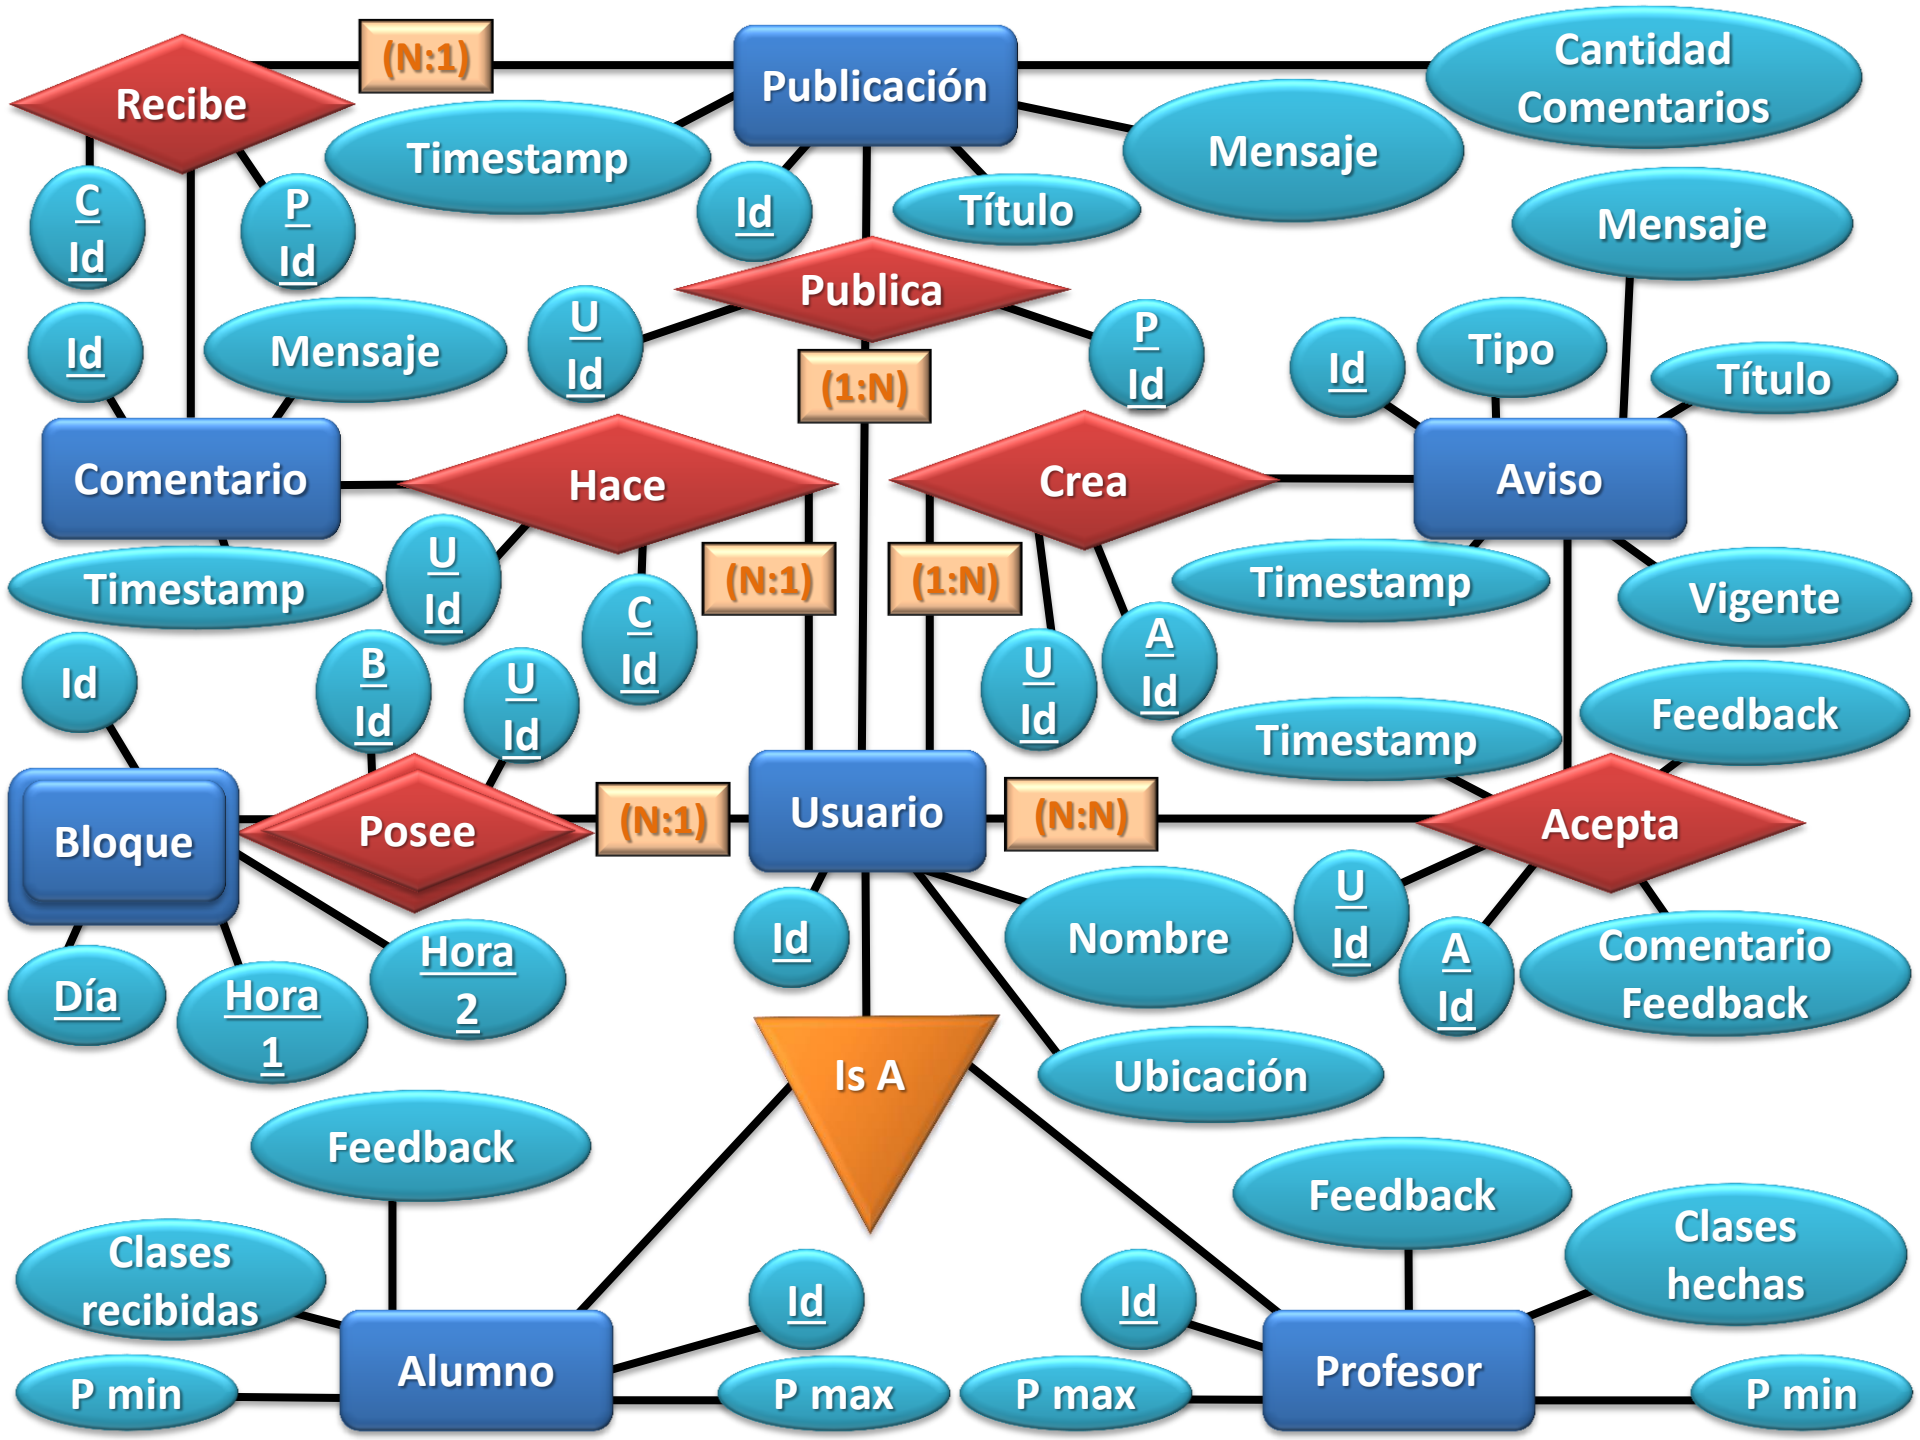 (N:1)
Publicación
Cantidad
Comentarios
Recibe
Timestamp
Mensaje
C
Id
P
Id
Id
Título
Mensaje
Publica
U
Id
P
Id
Id
Mensaje
(1:N)
Id
Tipo
Título
Comentario
Hace
Crea
Aviso
Timestamp
U
Id
(N:1)
(1:N)
Timestamp
Vigente
C
Id
Id
B
Id
U
Id
U
Id
A
Id
Timestamp
Feedback
Bloque
Posee
(N:1)
Usuario
(N:N)
Acepta
Día
Hora
1
Hora
2
Id
Nombre
U
Id
A
Id
Comentario
Feedback
Is A
Ubicación
Feedback
Feedback
Clases
recibidas
Id
Id
Clases
hechas
P min
Alumno
P max
P max
Profesor
P min